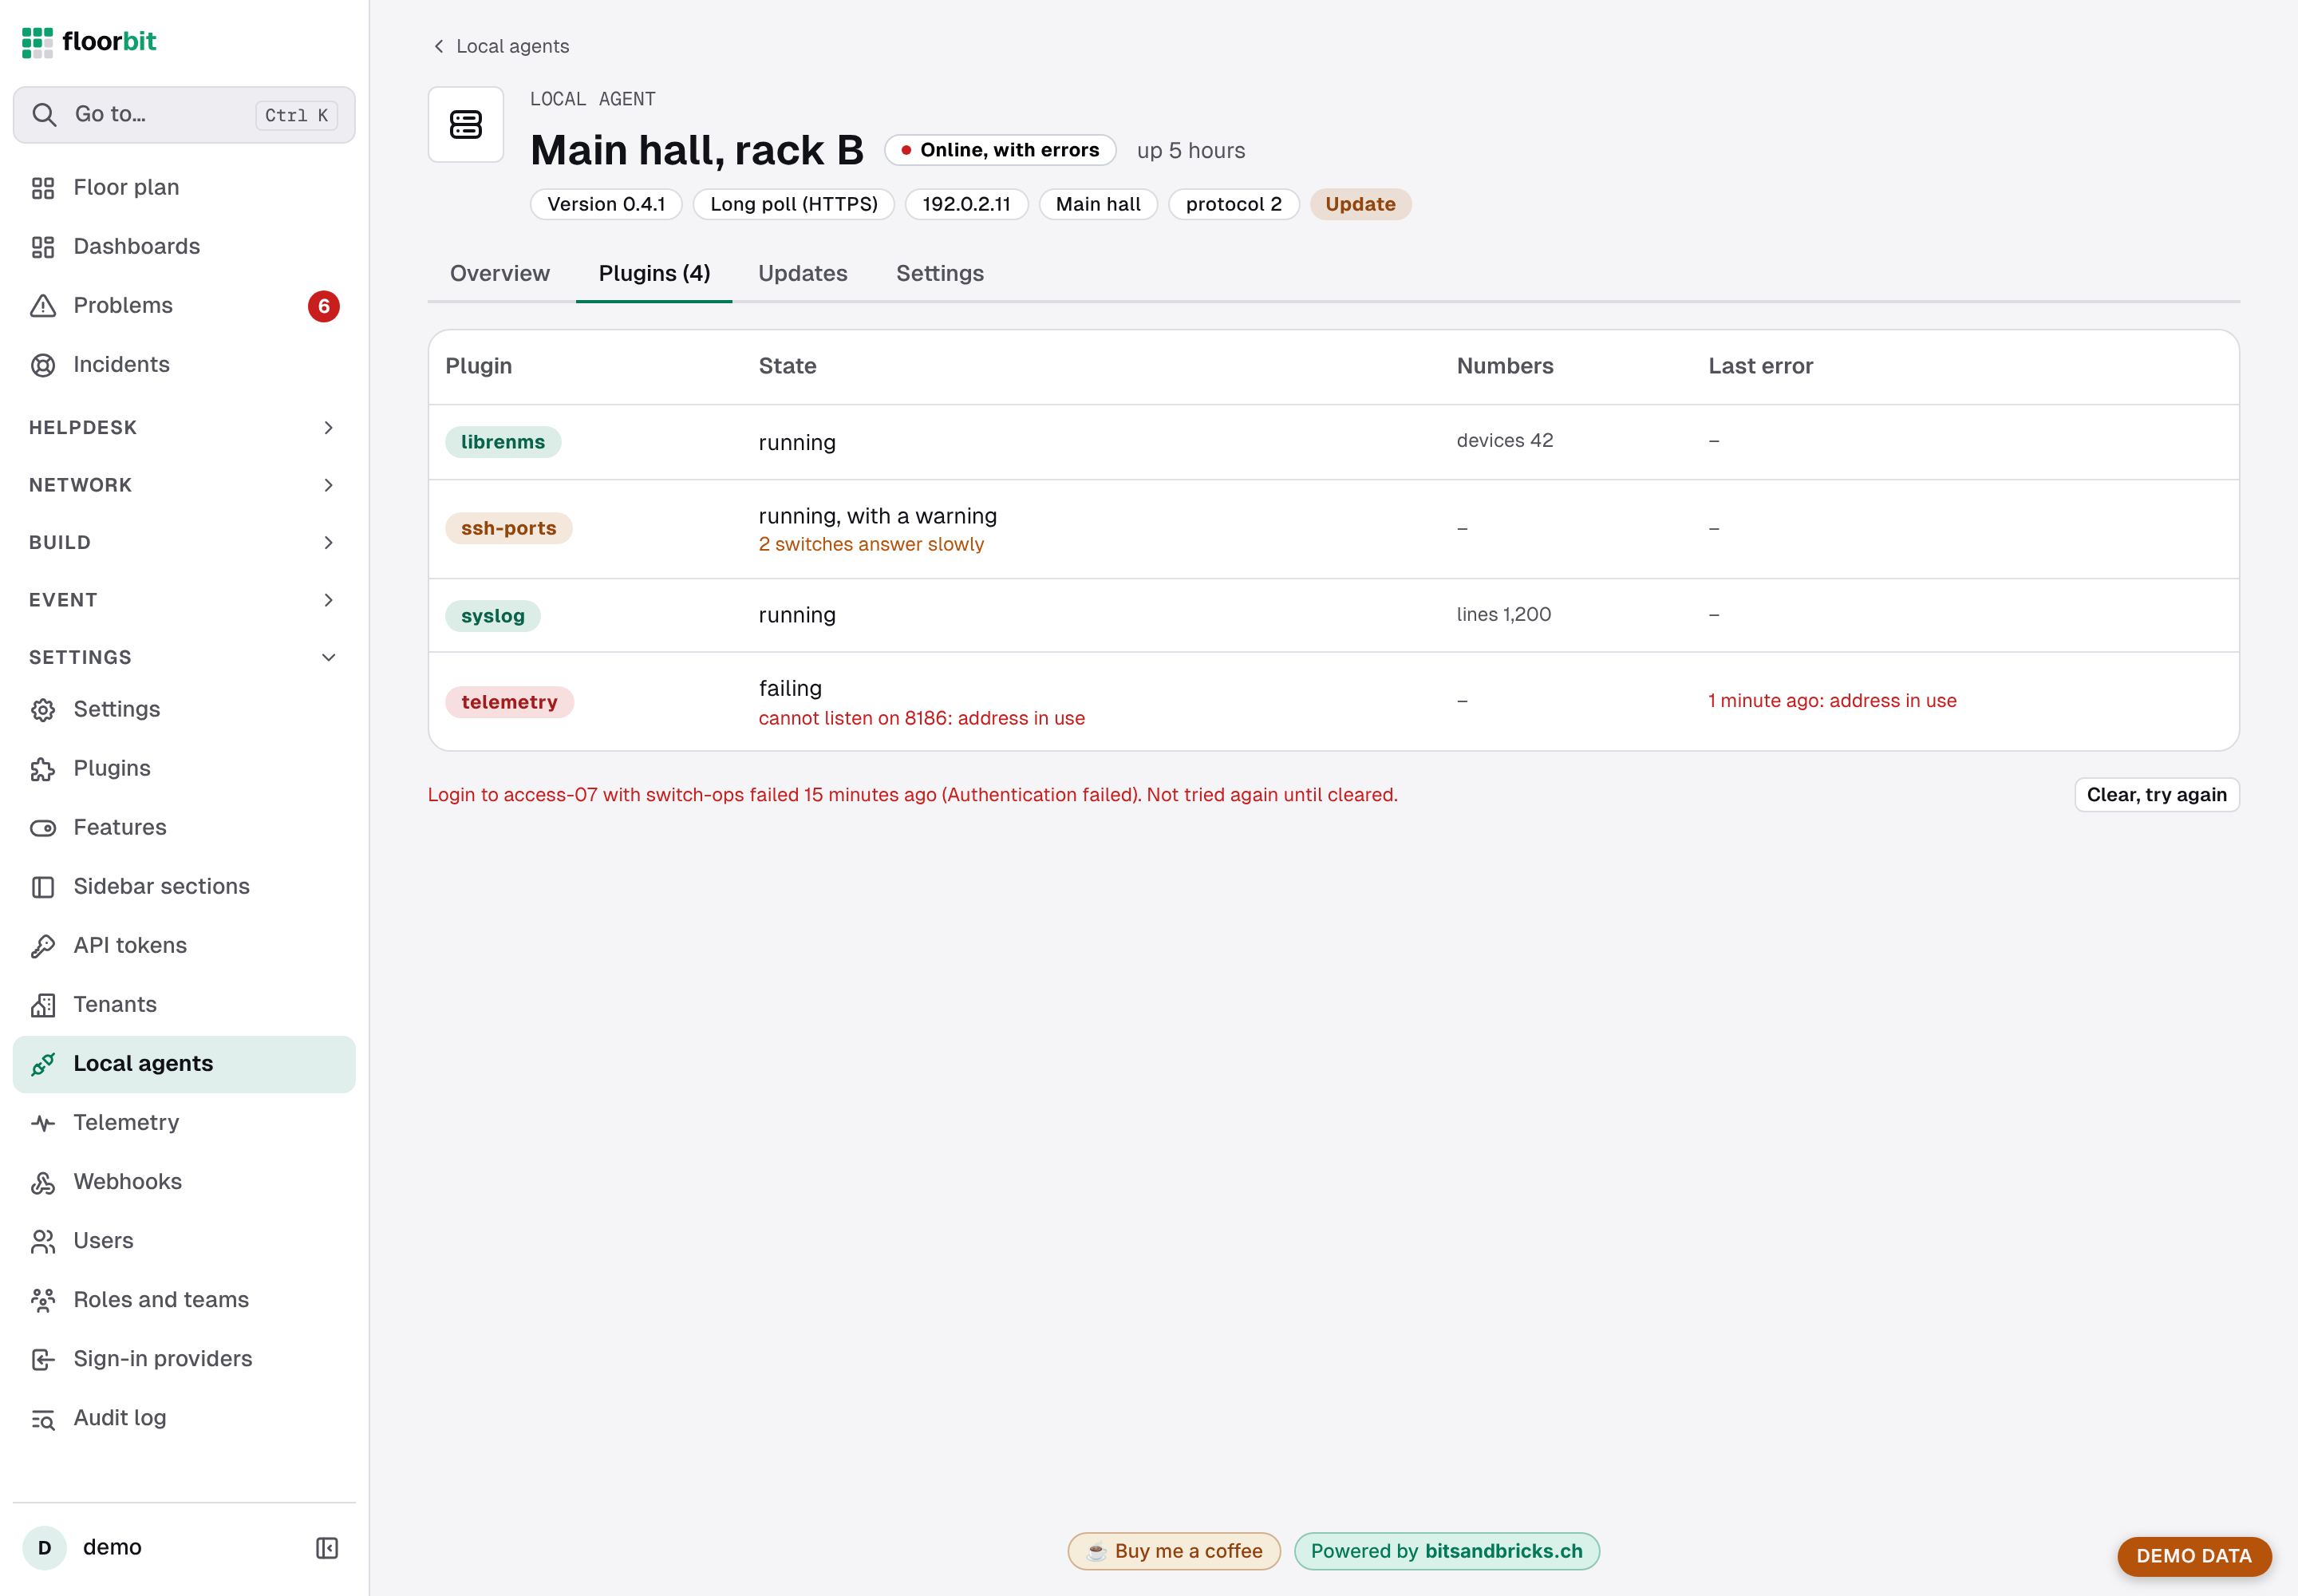 floorbit
Go to...
Ctrl K
Floor plan
Dashboards
Problems
6
Incidents
HELPDESK
NETWORK
BUILD
EVENT
SETTINGS
Settings
Plugins
Features
Sidebar sections
API tokens
Tenants
Local agents
Telemetry
Webhooks
Users
Roles and teams
Sign-in providers
Audit log
D
demo
Local agents
LOCAL AGENT
Main hall, rack B
Online, with errors
up 5 hours
Version 0.4.1
Long poll (HTTPS)
192.0.2.11
Main hall
protocol 2
Update
Overview
Plugins (4)
Updates
Settings
Plugin State Numbers Last error
librenms running devices 42 –
ssh-ports running, with a warning – –
2 switches answer slowly
syslog running lines 1,200 –
telemetry failing – 1 minute ago: address in use
cannot listen on 8186: address in use
Login to access-07 with switch-ops failed 15 minutes ago (Authentication failed). Not tried again until cleared.
Clear, try again
Buy me a coffee
Powered by bitsandbricks.ch
DEMO DATA